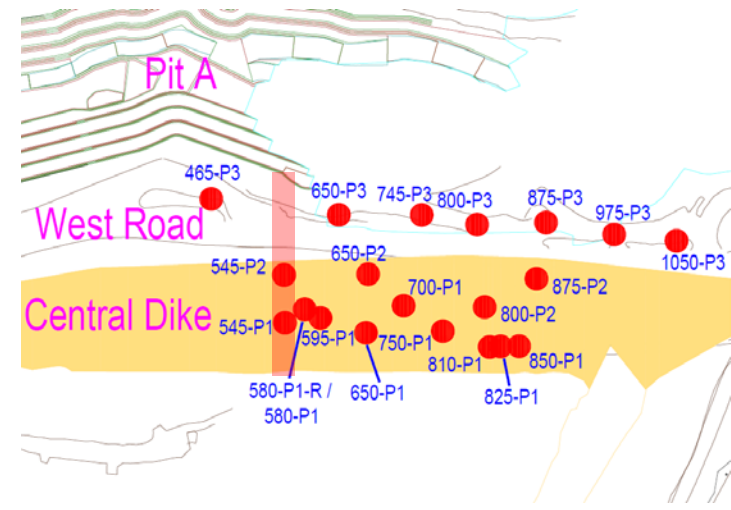 Pit A
465-P3
650-P3
745-P3
800-P3
875-P3
975-P3
1050-P3
West Road
545-P2
650-P2
700-P1
875-P2
800-P2
Central Dike
545-P1
595-P1
750-P1
810-P1
850-P1
580-P1-R /
580-P1
650-P1
825-P1